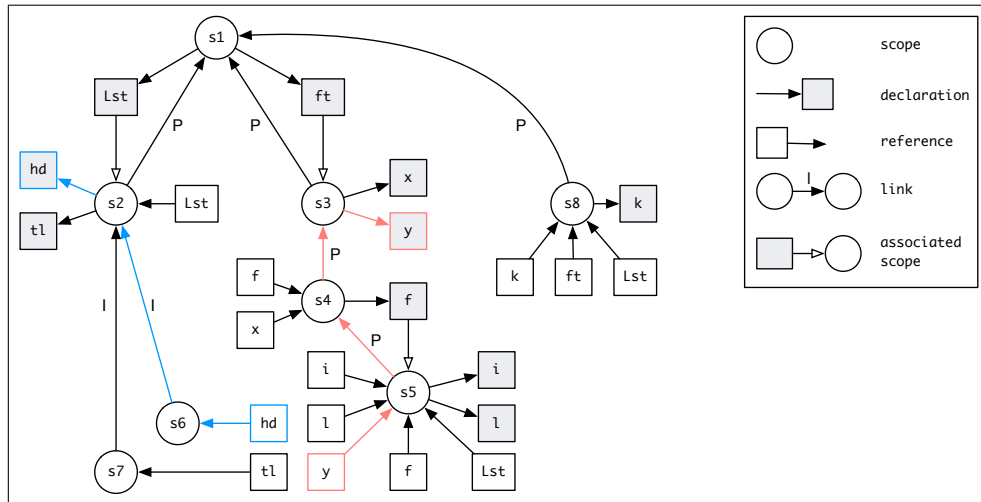 s1
scope
Lst
ft
declaration
P
P
P
reference
hd
x
I
s2
Lst
s3
s8
k
link
tl
y
associated
scope
P
f
k
ft
Lst
s4
f
I
I
x
P
i
i
s5
l
l
s6
hd
s7
tl
y
f
Lst